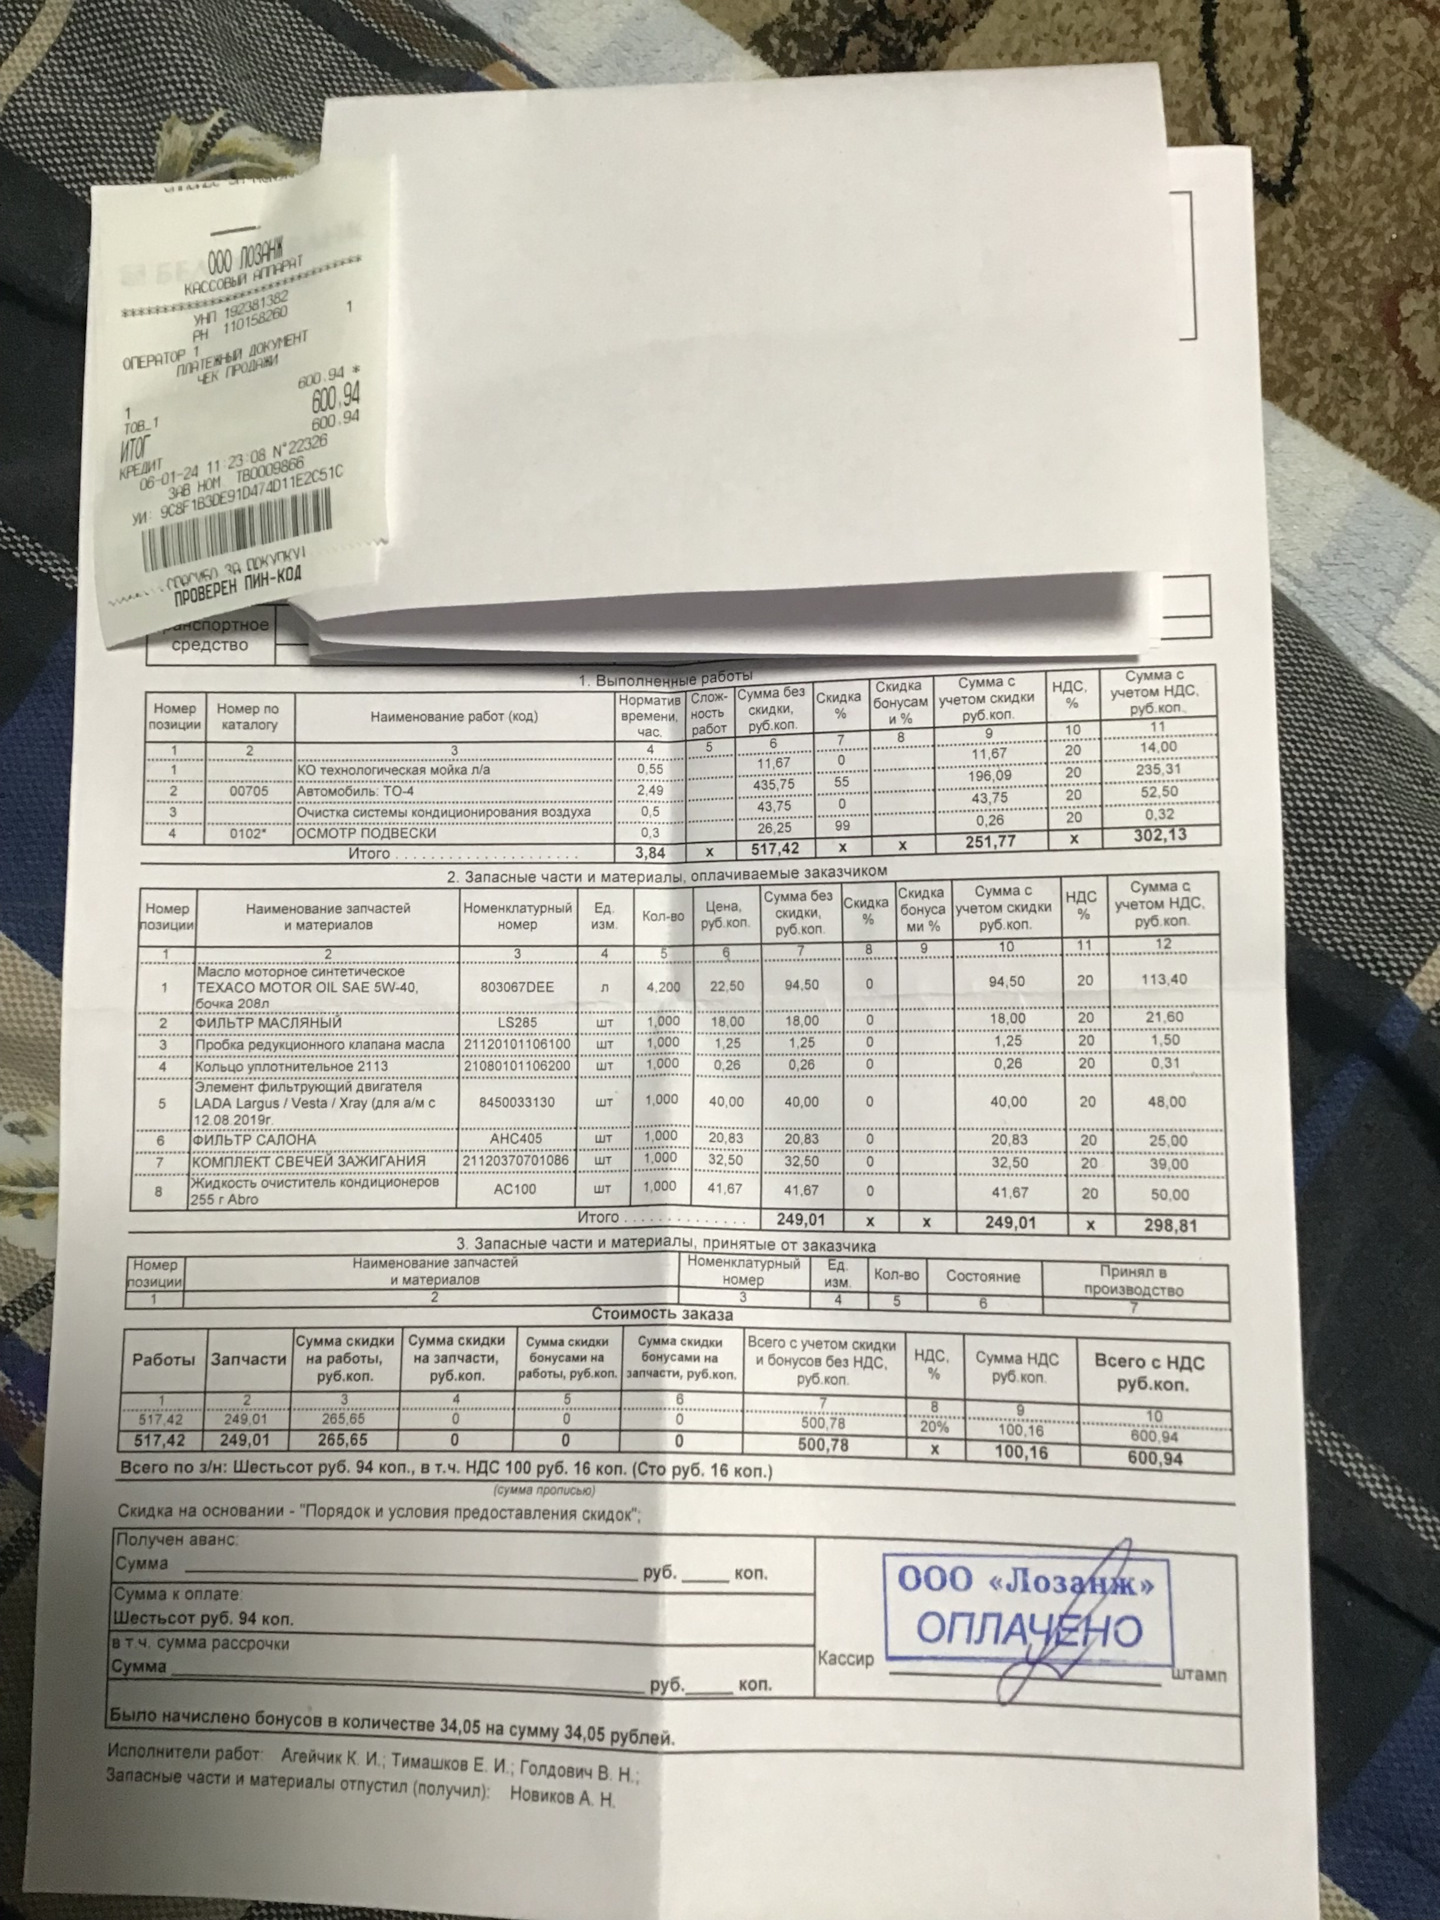 ООО ЛОЗАНЖ
КАССОВЫЙ АППАРАТ
УНП 192381382
РН 110158260
ОПЕРАТОР 1 1
ПЛАТЕЖНЫЙ ДОКУМЕНТ
ЧЕК ПРОДАЖИ
1 600.94 *
ТОВ_1
ИТОГ 600,94
КРЕДИТ 600.94
06-01-24 11:23:08 N°22326
ЗАВ НОМ ТВ0009866
УИ: 9C8F1B3DE91D474D11E2C51C
СПАСИБО ЗА ПОКУПКУ!
ПРОВЕРЕН ПИН-КОД
средство
1. Выполненные работы
Номер позиции Номер по каталогу Наименование работ (код) Норматив времени, час. Слож-ность работ Сумма без скидки, руб.коп. Скидка % Скидка бонусам и % Сумма с учетом скидки руб.коп. НДС, % Сумма с учетом НДС, руб.коп.
1 2 3 4 5 6 7 8 9 10 11
1 КО технологическая мойка л/а 0,55 11,67 0 11,67 20 14,00
2 00705 Автомобиль: ТО-4 2,49 435,75 55 196,09 20 235,31
3 Очистка системы кондиционирования воздуха 0,5 43,75 0 43,75 20 52,50
4 0102* ОСМОТР ПОДВЕСКИ 0,3 26,25 99 0,26 20 0,32
Итого . . . . . . . . . . . . . . . . . . . . . . 3,84 x 517,42 x x 251,77 x 302,13
2. Запасные части и материалы, оплачиваемые заказчиком
Номер позиции Наименование запчастей и материалов Номенклатурный номер Ед. изм. Кол-во Цена, руб.коп. Сумма без скидки, руб.коп. Скидка % Скидка бонуса ми % Сумма с учетом скидки руб.коп. НДС % Сумма с учетом НДС, руб.коп.
1 2 3 4 5 6 7 8 9 10 11 12
1 Масло моторное синтетическое TEXACO MOTOR OIL SAE 5W-40, бочка 208л 803067DEE л 4,200 22,50 94,50 0 94,50 20 113,40
2 ФИЛЬТР МАСЛЯНЫЙ LS285 шт 1,000 18,00 18,00 0 18,00 20 21,60
3 Пробка редукционного клапана масла 21120101106100 шт 1,000 1,25 1,25 0 1,25 20 1,50
4 Кольцо уплотнительное 2113 21080101106200 шт 1,000 0,26 0,26 0 0,26 20 0,31
5 Элемент фильтрующий двигателя LADA Largus / Vesta / Xray (для а/м с 12.08.2019г. 8450033130 шт 1,000 40,00 40,00 0 40,00 20 48,00
6 ФИЛЬТР САЛОНА AHC405 шт 1,000 20,83 20,83 0 20,83 20 25,00
7 КОМПЛЕКТ СВЕЧЕЙ ЗАЖИГАНИЯ 21120370701086 шт 1,000 32,50 32,50 0 32,50 20 39,00
8 Жидкость очиститель кондиционеров 255 г Abro AC100 шт 1,000 41,67 41,67 0 41,67 20 50,00
Итого . . . . . . . . . . . . . . 249,01 x x 249,01 x 298,81
3. Запасные части и материалы, принятые от заказчика
Номер позиции Наименование запчастей и материалов Номенклатурный номер Ед. изм. Кол-во Состояние Принял в производство
1 2 3 4 5 6 7
Стоимость заказа
Работы Запчасти Сумма скидки на работы, руб.коп. Сумма скидки на запчасти, руб.коп. Сумма скидки бонусами на работы, руб.коп. Сумма скидки бонусами на запчасти, руб.коп. Всего с учетом скидки и бонусов без НДС, руб.коп. НДС, % Сумма НДС руб.коп. Всего с НДС руб.коп.
1 2 3 4 5 6 7 8 9 10
517,42 249,01 265,65 0 0 0 500,78 20% 100,16 600,94
517,42 249,01 265,65 0 0 0 500,78 x 100,16 600,94
Всего по з/н: Шестьсот руб. 94 коп., в т.ч. НДС 100 руб. 16 коп. (Сто руб. 16 коп.)
(сумма прописью)
Скидка на основании - "Порядок и условия предоставления скидок";
Получен аванс:
Сумма руб. коп.
Сумма к оплате:
Шестьсот руб. 94 коп.
в т.ч. сумма рассрочки
Сумма руб. коп.
ООО «Лозанж»
ОПЛАЧЕНО
Кассир штамп
Было начислено бонусов в количестве 34,05 на сумму 34,05 рублей.
Исполнители работ: Агейчик К. И.; Тимашков Е. И.; Голдович В. Н.;
Запасные части и материалы отпустил (получил): Новиков А. Н.